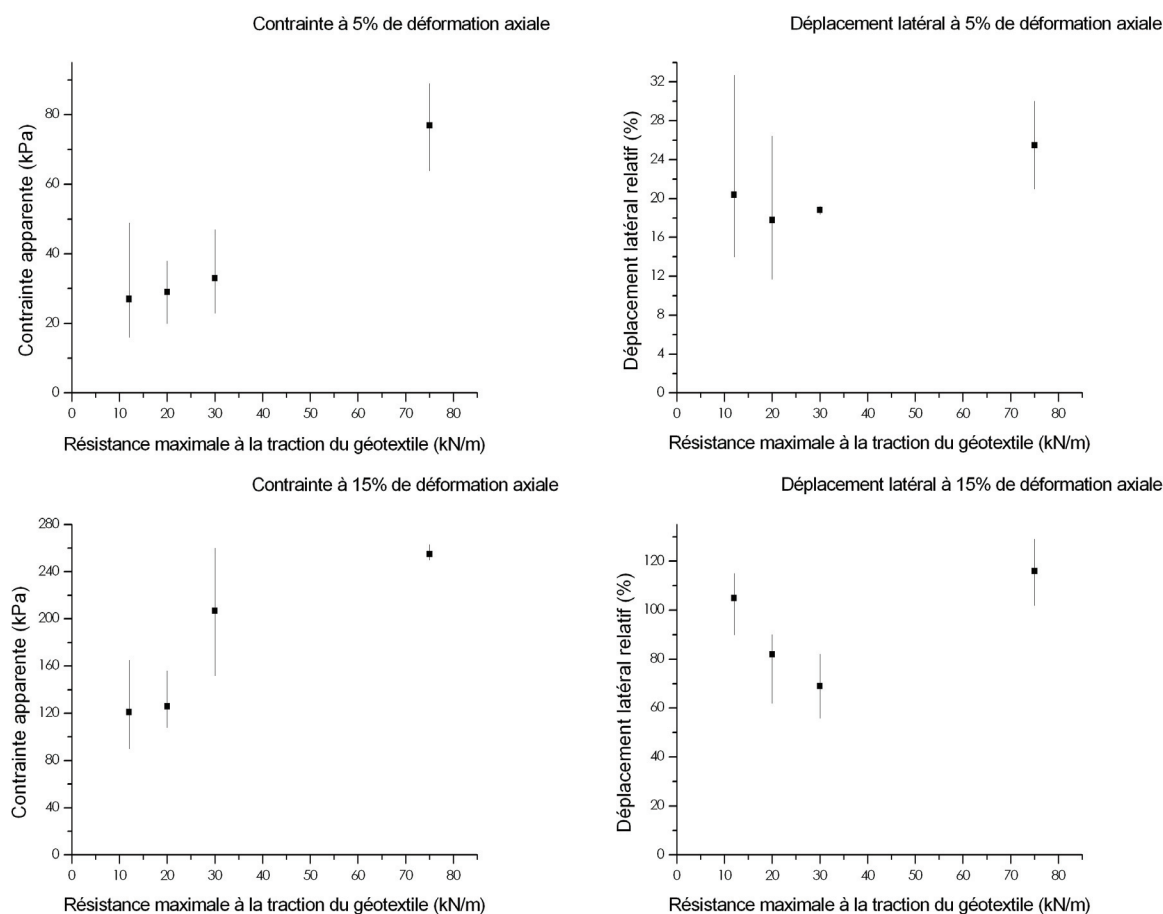 Contrainte à 5% de déformation axiale
Contrainte apparente (kPa)
80
60
40
20
0
0 10 20 30 40 50 60 70 80
Résistance maximale à la traction du géotextile (kN/m)
Déplacement latéral à 5% de déformation axiale
Déplacement latéral relatif (%)
32
28
24
20
16
12
8
4
0
0 10 20 30 40 50 60 70 80
Résistance maximale à la traction du géotextile (kN/m)
Contrainte à 15% de déformation axiale
Contrainte apparente (kPa)
280
240
200
160
120
80
40
0
0 10 20 30 40 50 60 70 80
Résistance maximale à la traction du géotextile (kN/m)
Déplacement latéral à 15% de déformation axiale
Déplacement latéral relatif (%)
120
100
80
60
40
20
0
0 10 20 30 40 50 60 70 80
Résistance maximale à la traction du géotextile (kN/m)